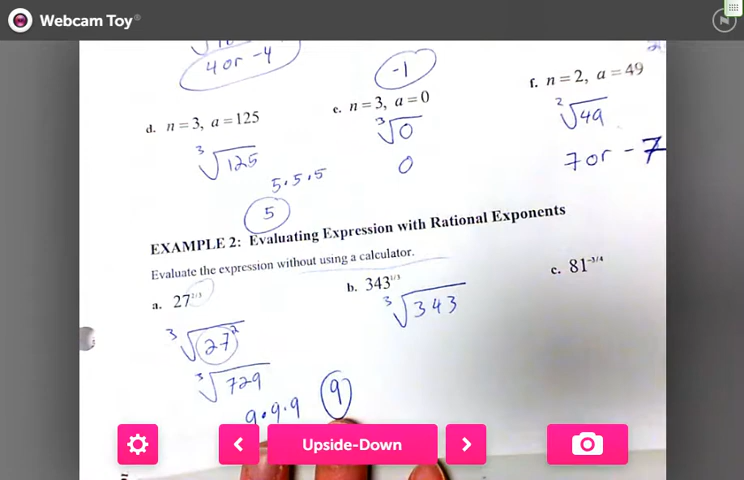 Webcam Toy
4 or -4
-1
d. n = 3, a = 125
e. n = 3, a = 0
f. n = 2, a = 49
∛125
∛0
²√49
5·5·5
0
7 or -7
5
EXAMPLE 2: Evaluating Expression with Rational Exponents
Evaluate the expression without using a calculator.
a. 27^2/3
b. 343^1/3
c. 81^-3/4
∛27²
∛343
∛729
9·9·9
9
Upside-Down